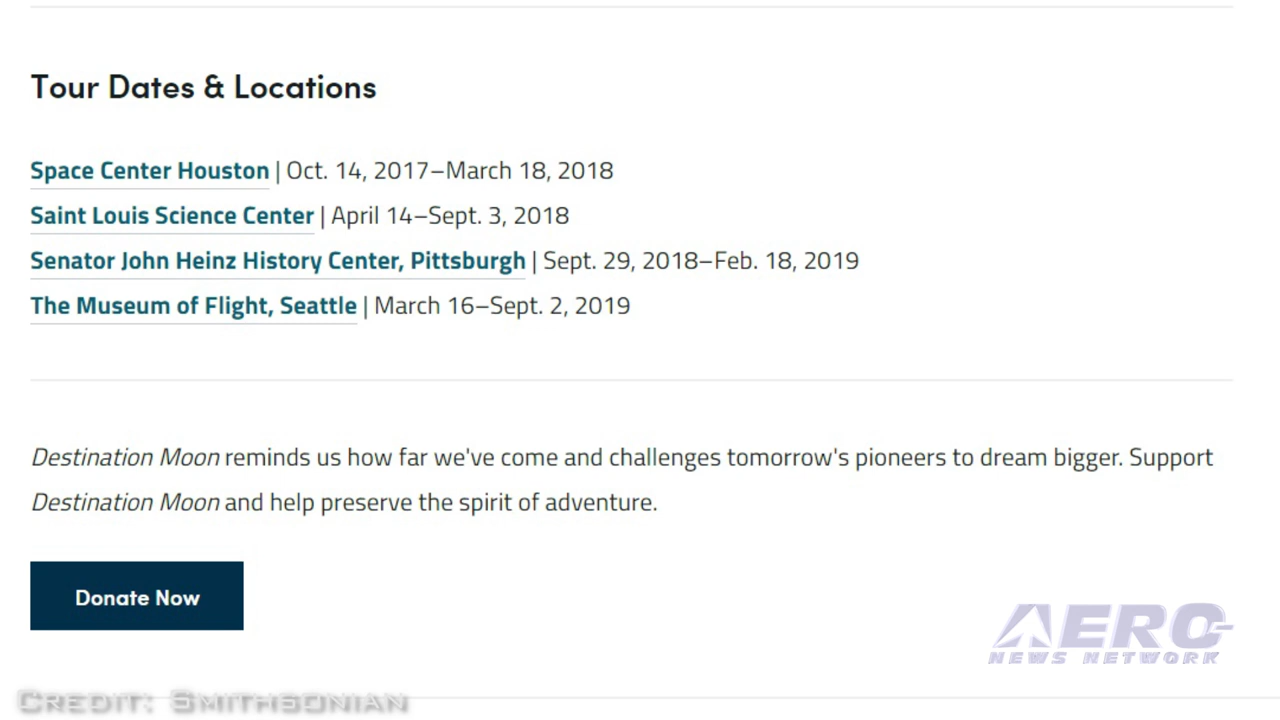 Tour Dates & Locations
Space Center Houston | Oct. 14, 2017–March 18, 2018
Saint Louis Science Center | April 14–Sept. 3, 2018
Senator John Heinz History Center, Pittsburgh | Sept. 29, 2018–Feb. 18, 2019
The Museum of Flight, Seattle | March 16–Sept. 2, 2019
Destination Moon reminds us how far we've come and challenges tomorrow's pioneers to dream bigger. Support
Destination Moon and help preserve the spirit of adventure.
Donate Now
AERO
NEWS NETWORK
CREDIT: SMITHSONIAN